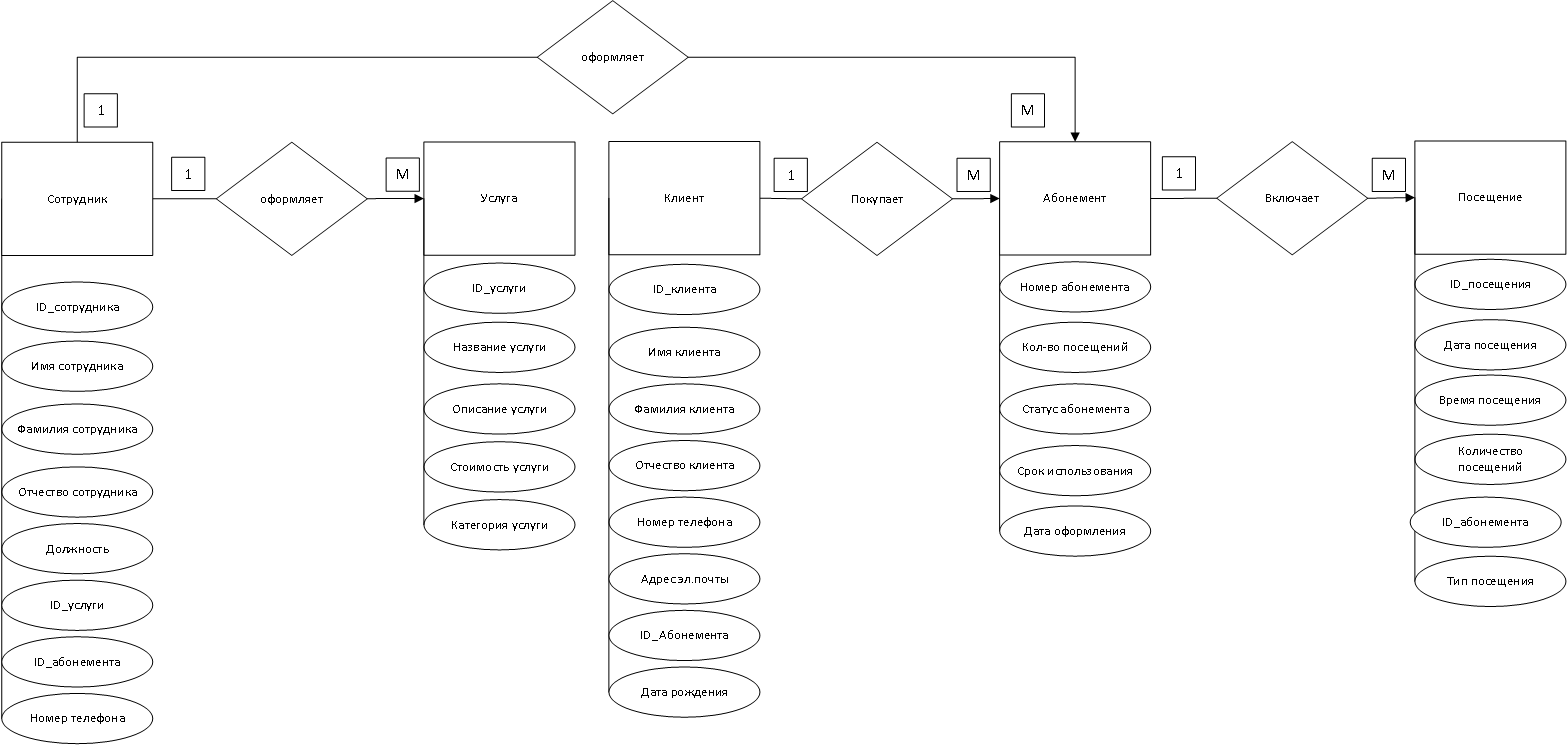 оформляет
1
М
Сотрудник
1
оформляет
М
Услуга
Клиент
1
Покупает
М
Абонемент
1
Включает
М
Посещение
ID_сотрудника
Имя сотрудника
Фамилия сотрудника
Отчество сотрудника
Должность
ID_услуги
ID_абонемента
Номер телефона
ID_услуги
Название услуги
Описание услуги
Стоимость услуги
Категория услуги
ID_клиента
Имя клиента
Фамилия клиента
Отчество клиента
Номер телефона
Адресэл.почты
ID_Абонемента
Дата рождения
Номер абонемента
Кол-во посещений
Статус абонемента
Срок использования
Дата оформления
ID_посещения
Дата посещения
Время посещения
Количество
посещений
ID_абонемента
Тип посещения